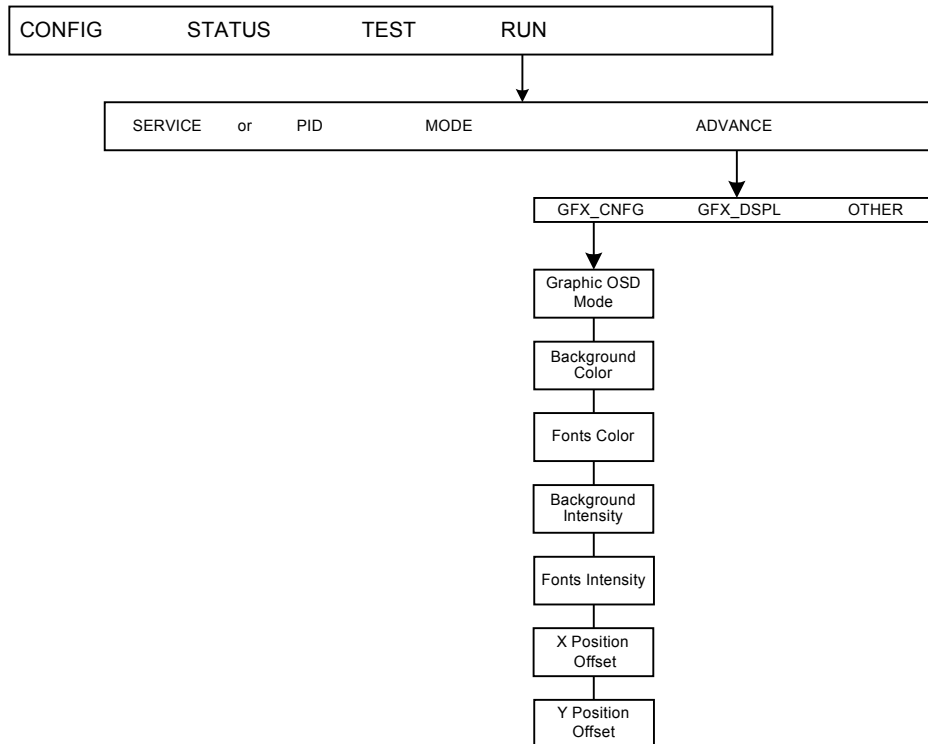 CONFIG STATUS TEST RUN
SERVICE or PID MODE ADVANCE
GFX_CNFG GFX_DSPL OTHER
Graphic OSD
Mode
Background
Color
Fonts Color
Background
Intensity
Fonts Intensity
X Position
Offset
Y Position
Offset